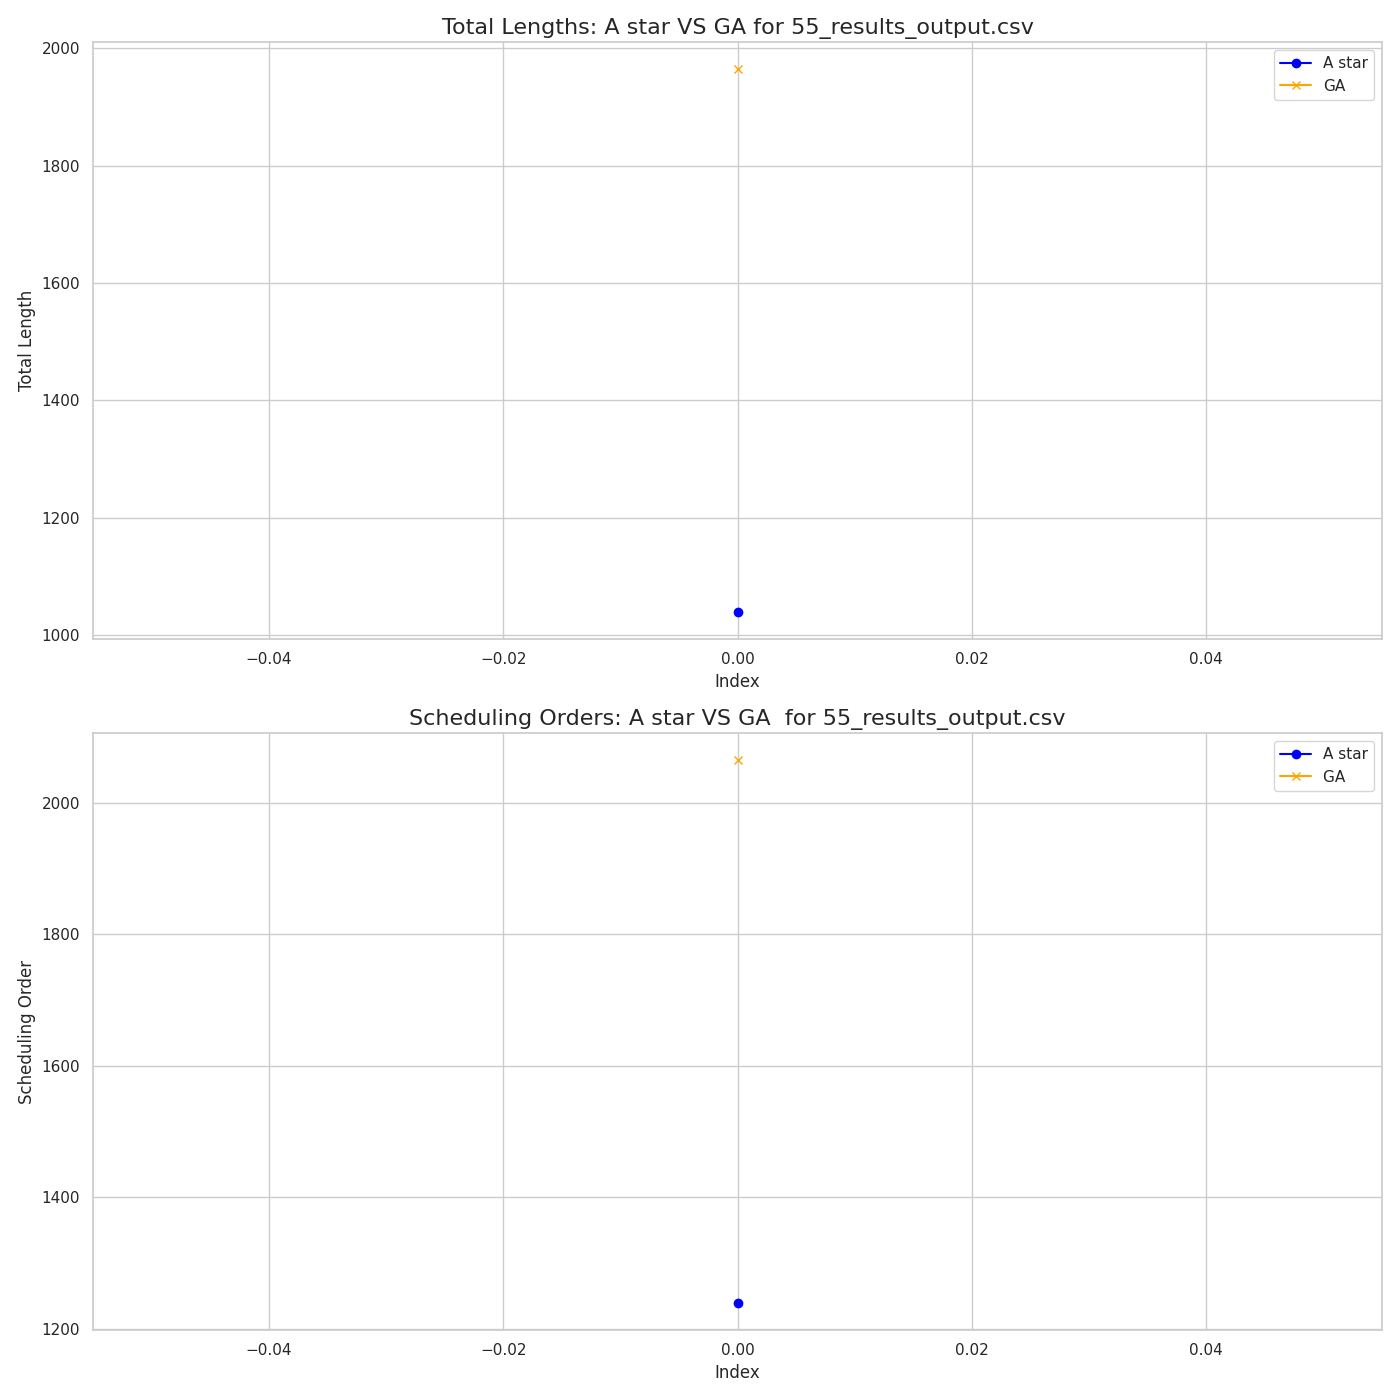 Total Lengths: A star VS GA for 55_results_output.csv
2000
1800
1600
1400
1200
1000
Total Length
A star
GA
−0.04
−0.02
0.00
0.02
0.04
Index
Scheduling Orders: A star VS GA  for 55_results_output.csv
2000
1800
1600
1400
1200
Scheduling Order
A star
GA
−0.04
−0.02
0.00
0.02
0.04
Index